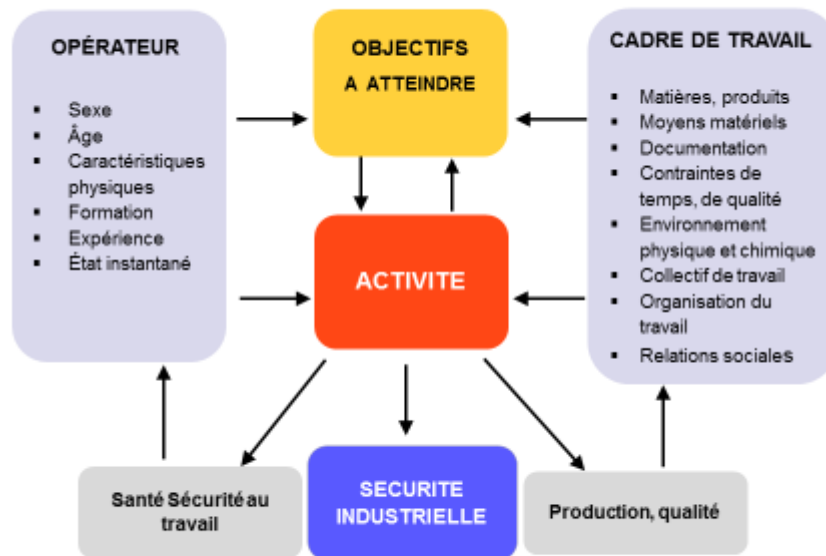 OPÉRATEUR
▪ Sexe
▪ Âge
▪ Caractéristiques
physiques
▪ Formation
▪ Expérience
▪ État instantané
OBJECTIFS
A ATTEINDRE
CADRE DE TRAVAIL
▪ Matières, produits
▪ Moyens matériels
▪ Documentation
▪ Contraintes de
temps, de qualité
▪ Environnement
physique et chimique
▪ Collectif de travail
▪ Organisation du
travail
▪ Relations sociales
ACTIVITE
Santé Sécurité au
travail
SECURITE
INDUSTRIELLE
Production, qualité